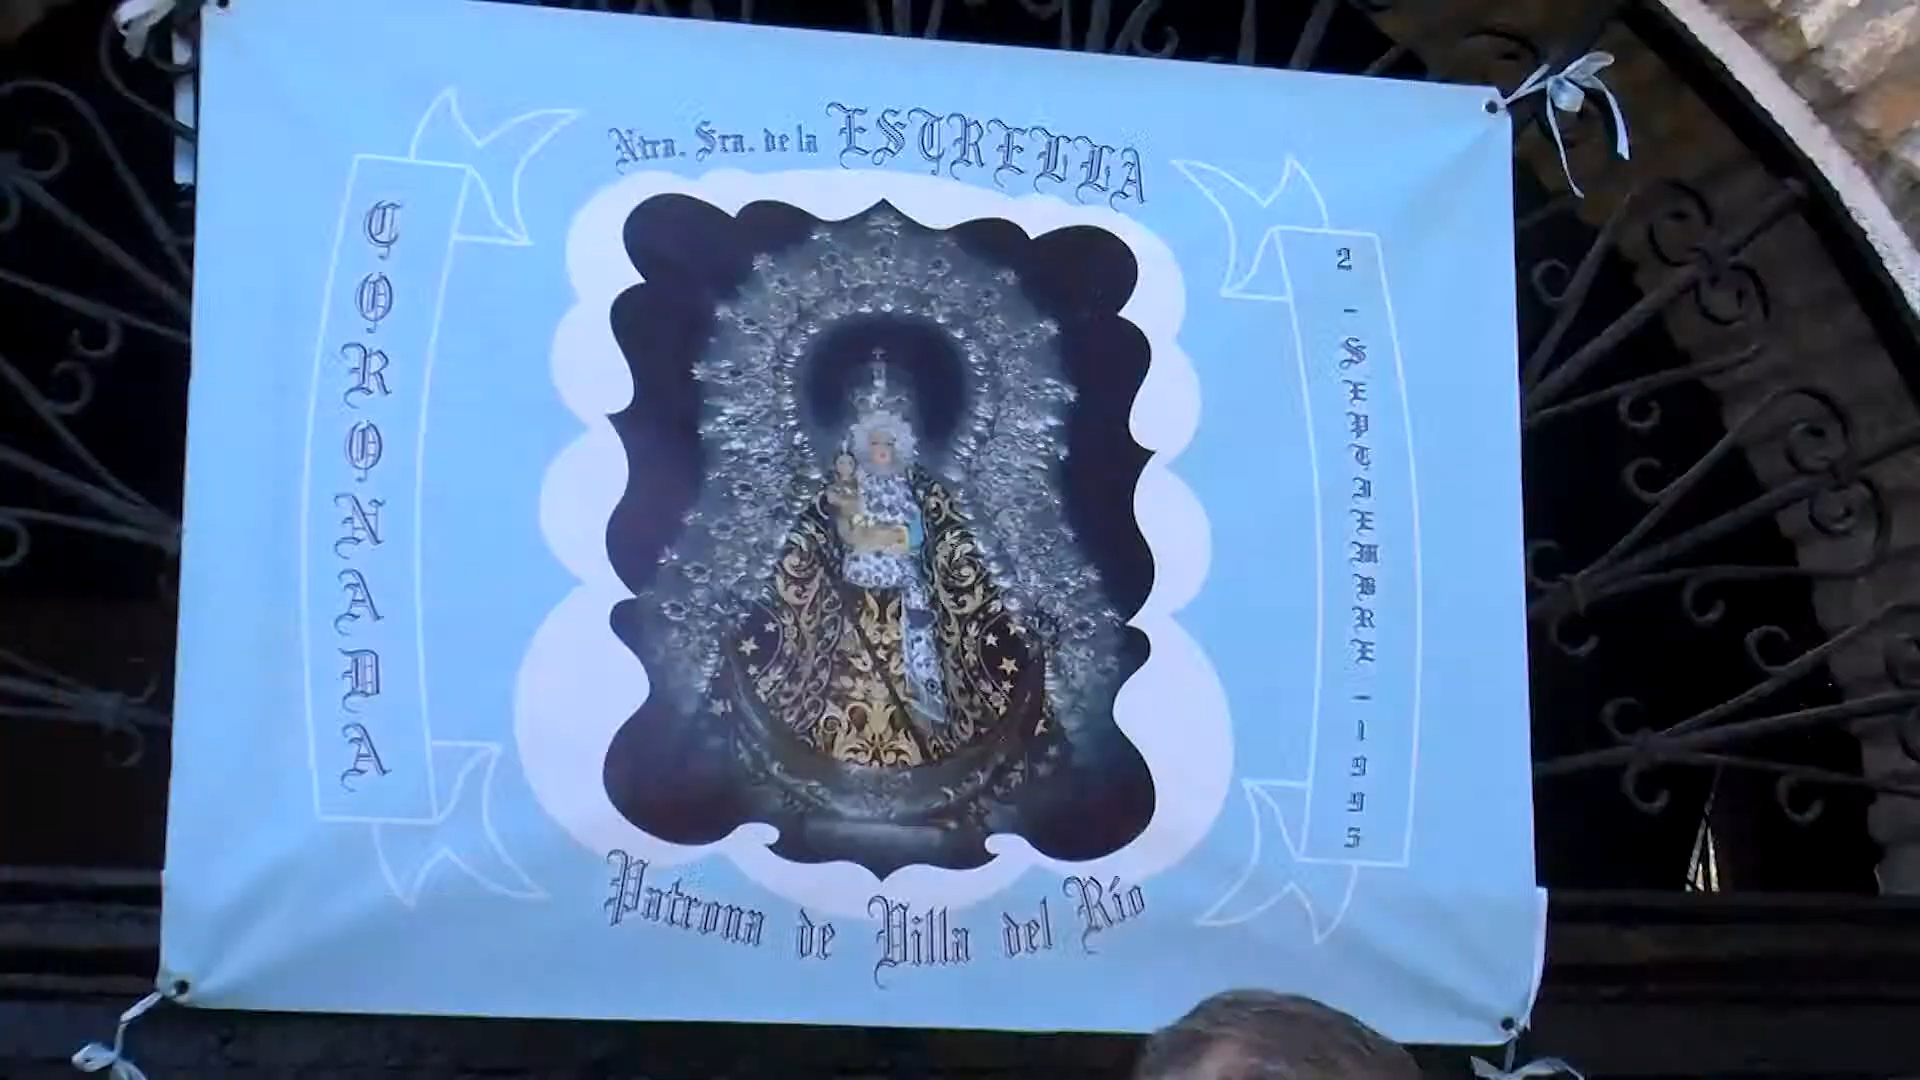 Ntra. Sra. de la ESTRELLA
CORONADA
2 - SEPTIEMBRE - 1995
Patrona de Villa del Río